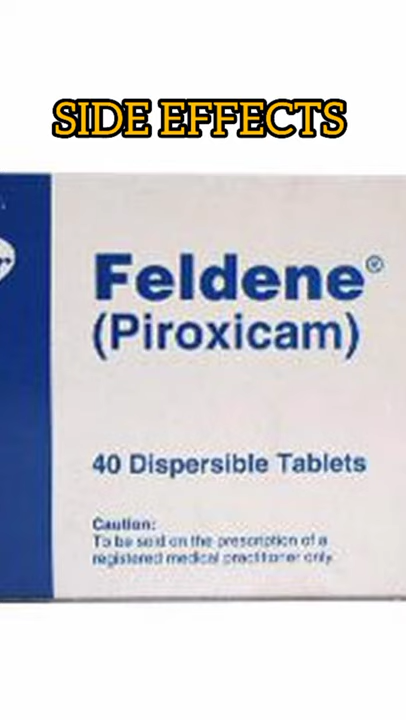 SIDE EFFECTS
Feldene®
(Piroxicam)
40 Dispersible Tablets
Caution:
To be sold on the prescription of a
registered medical practitioner only.